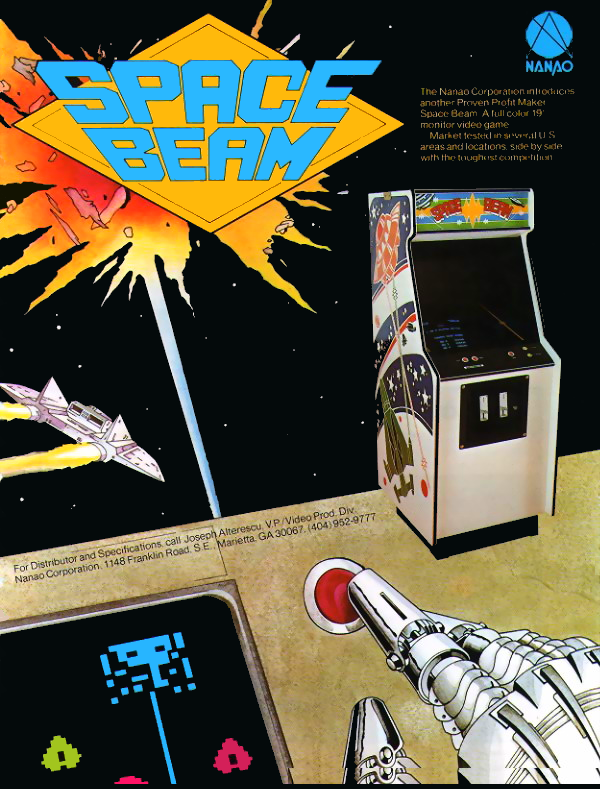 SPACE
BEAM
NANAO
The Nanao Corporation introduces
another Proven Profit Maker
Space Beam. A full color 19"
monitor video game.
Market tested in several U.S.
areas and locations, side by side
with the toughest competition.
SPACE BEAM
For Distributor and Specifications, call Joseph Alterescu, V.P./Video Prod. Div.
Nanao Corporation, 1148 Franklin Road, S.E., Marietta, GA 30067. (404) 952-9777